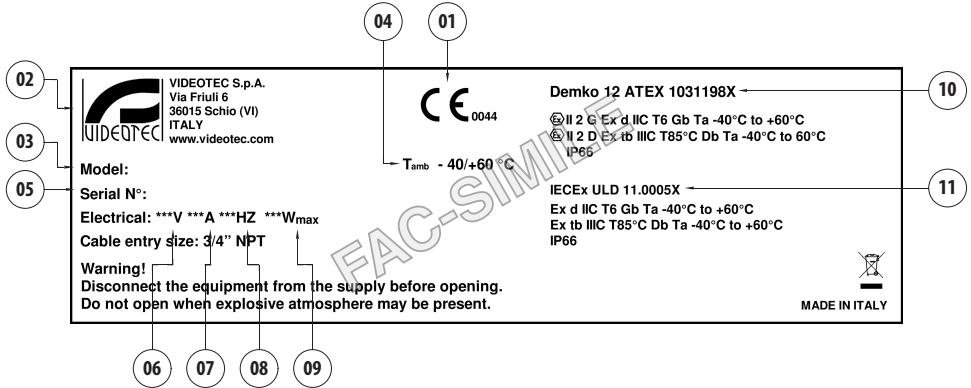 04
01
02
VIDEOTEC
VIDEOTEC S.p.A.
Via Friuli 6
36015 Schio (VI)
ITALY
www.videotec.com
CE 0044
Demko 12 ATEX 1031198X
10
Ex II 2 G Ex d IIC T6 Gb Ta -40°C to +60°C
Ex II 2 D Ex tb IIIC T85°C Db Ta -40°C to 60°C
IP66
03
Model:
Tamb - 40/+60 °C
05
Serial N°:
IECEx ULD 11.0005X
11
Electrical: ***V ***A ***HZ ***Wmax
Ex d IIC T6 Gb Ta -40°C to +60°C
Ex tb IIIC T85°C Db Ta -40°C to +60°C
IP66
Cable entry size: 3/4” NPT
FAC-SIMILE
Warning!
Disconnect the equipment from the supply before opening.
Do not open when explosive atmosphere may be present.
MADE IN ITALY
06
07
08
09